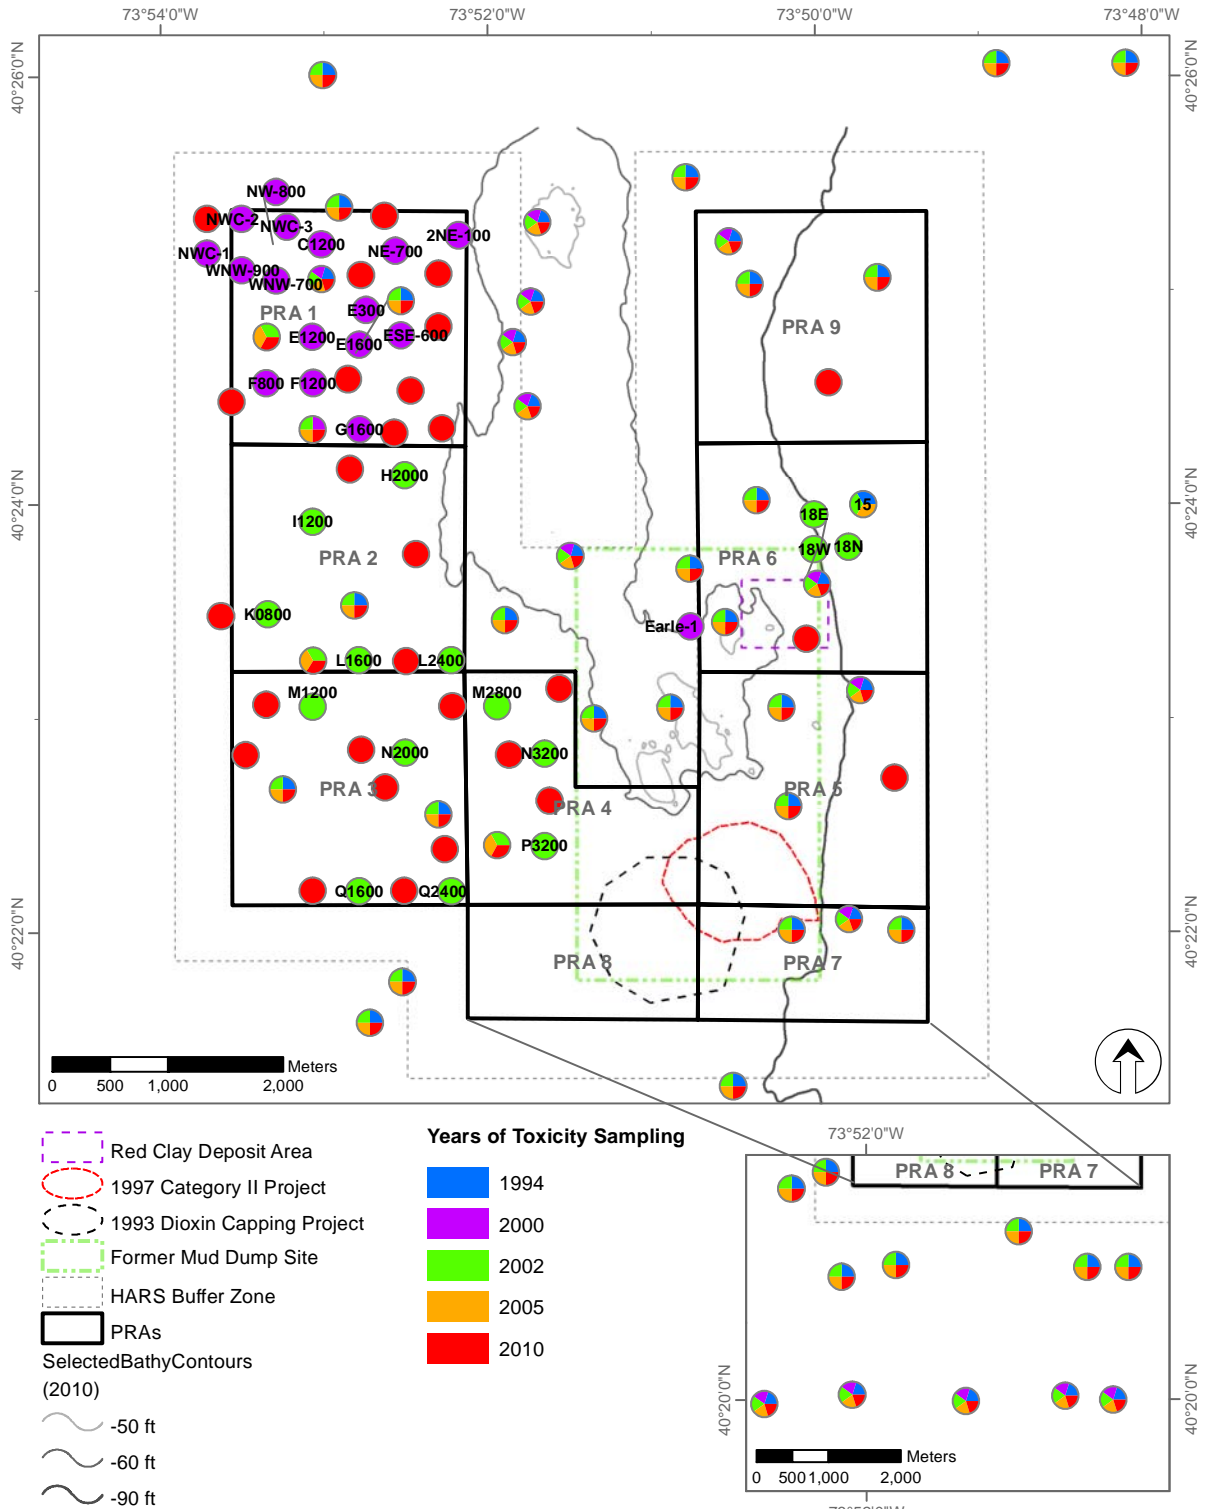 73°54'0"W
73°52'0"W
73°50'0"W
73°48'0"W
40°26'0"N
40°26'0"N
NW-800
NWC-2
NWC-3
2NE-100
C1200
NE-700
NWC-1
WNW-900
WNW-700
PRA 1
E300
PRA 9
E1200
E1600
ESE-600
F800
F1200
G1600
H2000
40°24'0"N
40°24'0"N
15
18E
I1200
18W
18N
PRA 2
PRA 6
K0800
Earle-1
L1600
L2400
M1200
M2800
N2000
N3200
PRA 3
PRA 4
PRA 5
P3200
Q1600
Q2400
40°22'0"N
40°22'0"N
PRA 8
PRA 7
Meters
0 500 1,000 2,000
Red Clay Deposit Area
1997 Category II Project
1993 Dioxin Capping Project
Former Mud Dump Site
HARS Buffer Zone
PRAs
SelectedBathyContours
(2010)
-50 ft
-60 ft
-90 ft
Years of Toxicity Sampling
1994
2000
2002
2005
2010
73°52'0"W
PRA 8
PRA 7
40°20'0"N
40°20'0"N
Meters
0 500 1,000 2,000